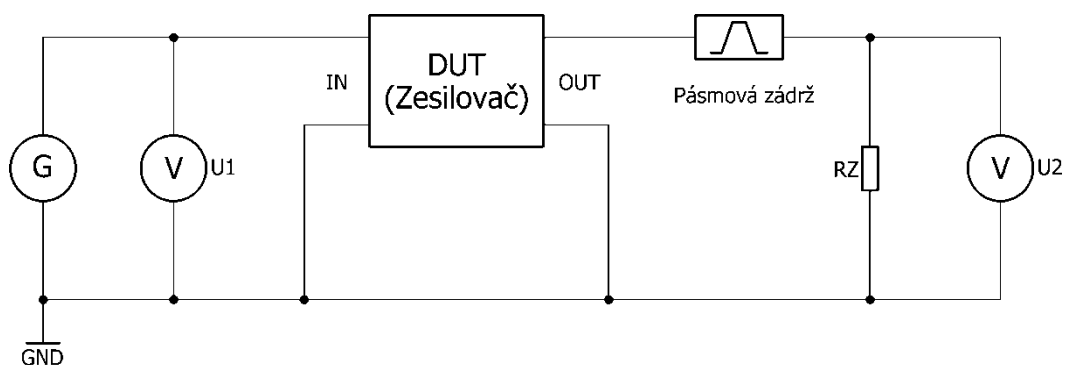 DUT
(Zesilovač)
IN
OUT
Pásmová zádrž
G
V
U1
RZ
V
U2
GND